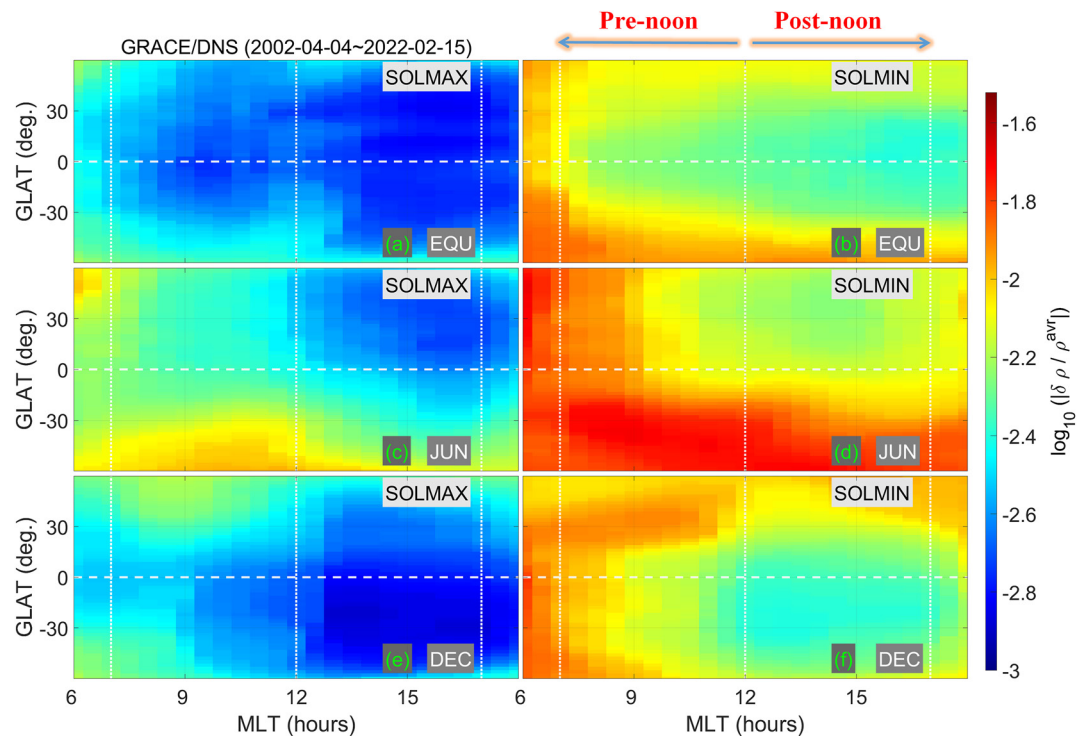 Pre-noon Post-noon
GRACE/DNS (2002-04-04~2022-02-15)
SOLMAX SOLMIN
GLAT (deg.)
30
0
-30
(a) EQU (b) EQU
SOLMAX SOLMIN
GLAT (deg.)
30
0
-30
(c) JUN (d) JUN
SOLMAX SOLMIN
GLAT (deg.)
30
0
-30
(e) DEC (f) DEC
6 9 12 15 6 9 12 15
MLT (hours) MLT (hours)
-1.6
-1.8
-2
-2.2
-2.4
-2.6
-2.8
-3
log10 (|δ ρ / ρavr|)